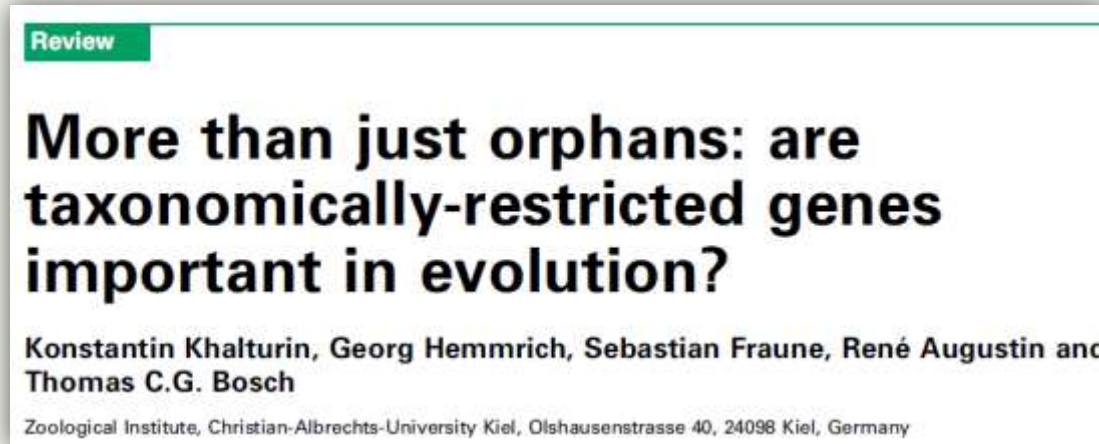 Review
More than just orphans: are
taxonomically-restricted genes
important in evolution?
Konstantin Khalturin, Georg Hemmrich, Sebastian Fraune, René Augustin and
Thomas C.G. Bosch
Zoological Institute, Christian-Albrechts-University Kiel, Olshausenstrasse 40, 24098 Kiel, Germany